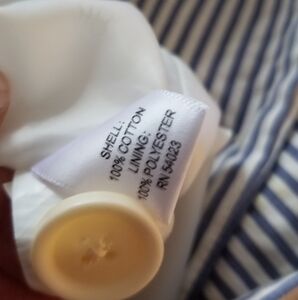 SHELL:
100% COTTON
LINING:
100% POLYESTER
RN 54023